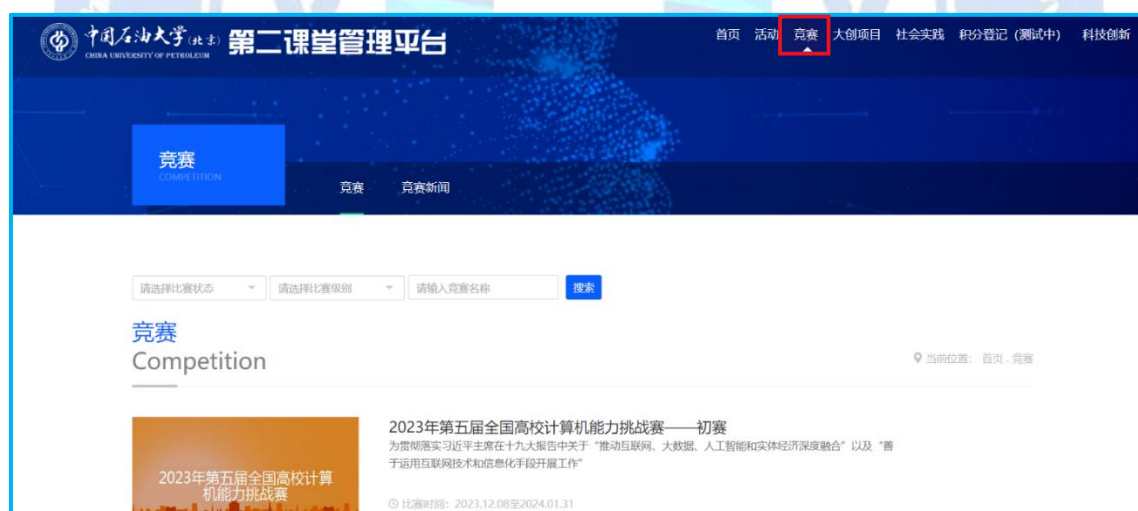 中国石油大学(北京) 第二课堂管理平台
CHINA UNIVERSITY OF PETROLEUM
首页 活动 竞赛 大创项目 社会实践 积分登记 (测试中) 科技创新
竞赛
COMPETITION
竞赛 竞赛新闻
请选择比赛状态 请选择比赛级别 请输入竞赛名称 搜索
竞赛
Competition
当前位置: 首页 . 竞赛
2023年第五届全国高校计算机能力挑战赛——初赛
为贯彻落实习近平主席在十九大报告中关于“推动互联网、大数据、人工智能和实体经济深度融合”以及“善
于运用互联网技术和信息化手段开展工作”
2023年第五届全国高校计算
机能力挑战赛
比赛时间: 2023.12.08至2024.01.31